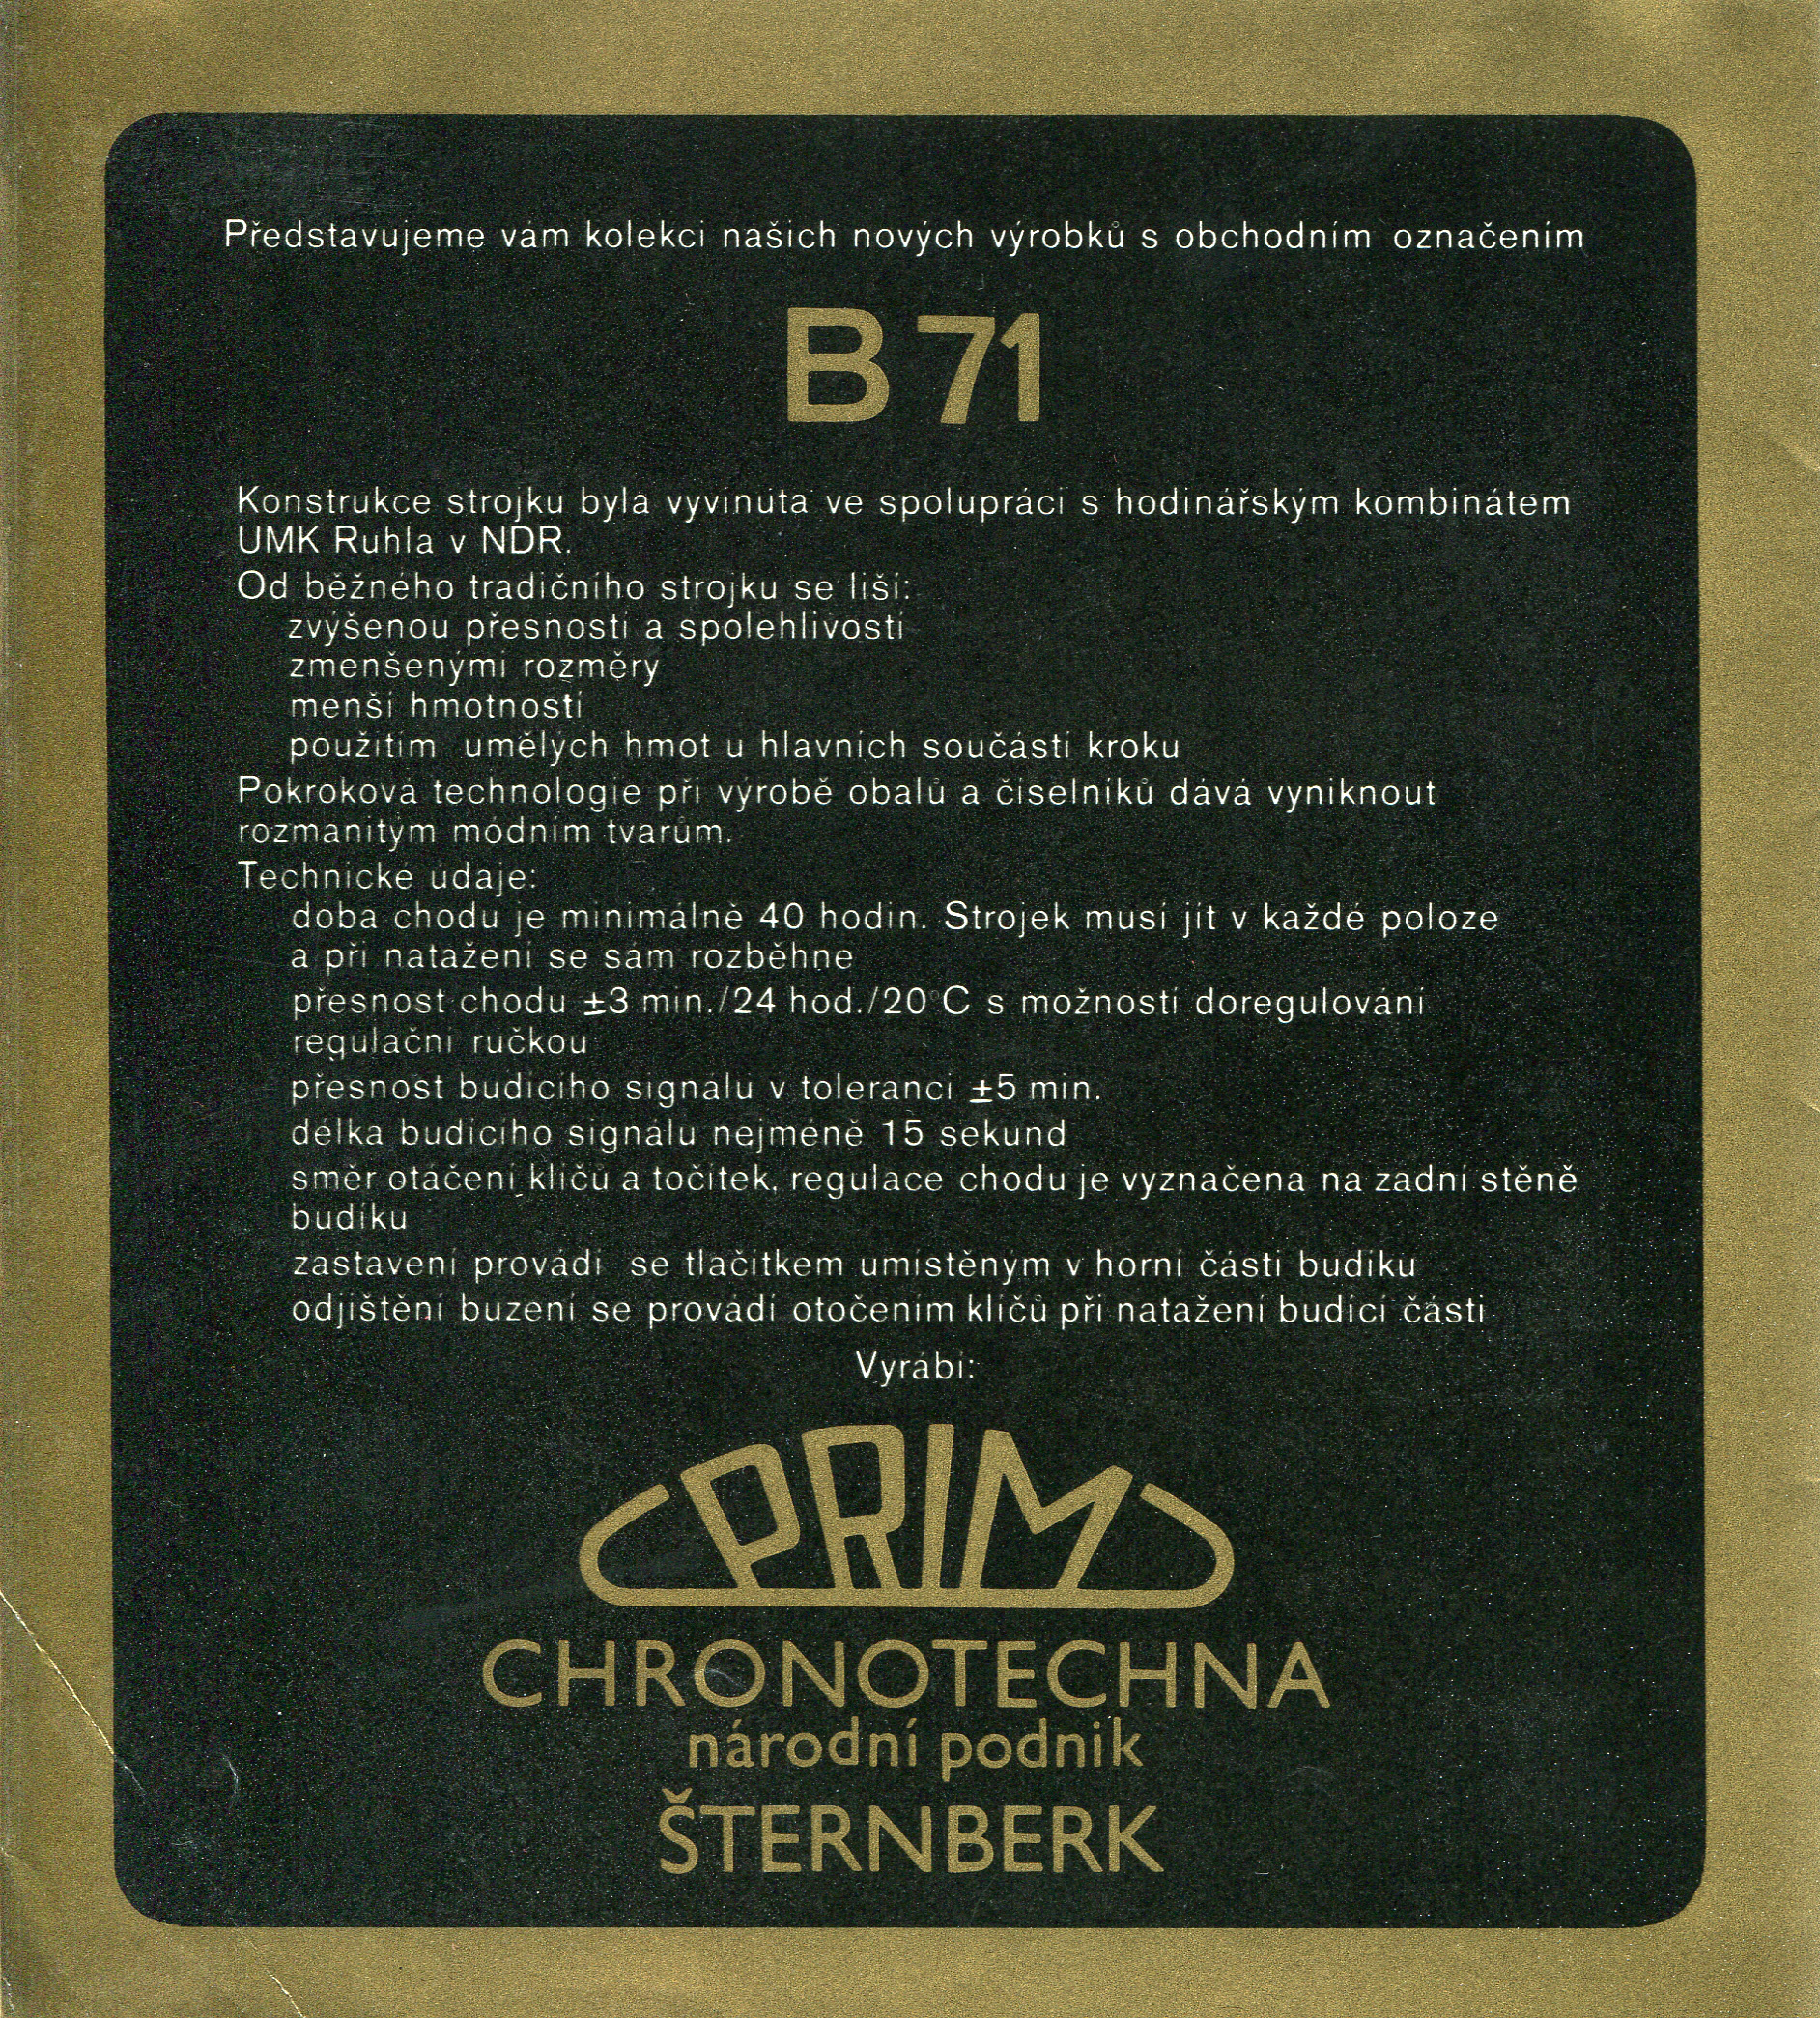 Představujeme vám kolekci našich nových výrobků s obchodním označením
B 71
Konstrukce strojku byla vyvinuta ve spolupráci s hodinářským kombinátem
UMK Ruhla v NDR.
Od běžného tradičního strojku se liší:
zvýšenou přesností a spolehlivostí
zmenšenými rozměry
menší hmotností
použitím umělých hmot u hlavních součástí kroku
Pokroková technologie při výrobě obalů a číselníků dává vyniknout
rozmanitým módním tvarům.
Technické údaje:
doba chodu je minimálně 40 hodin. Strojek musí jít v každé poloze
a při natažení se sám rozběhne
přesnost chodu ±3 min./24 hod./20°C s možností doregulování
regulační ručkou
přesnost budicího signálu v toleranci ±5 min.
délka budicího signálu nejméně 15 sekund
směr otáčení klíčů a točítek, regulace chodu je vyznačena na zadní stěně
budíku
zastavení provádí se tlačítkem umístěným v horní části budíku
odjištění buzení se provádí otočením klíčů při natažení budící části
Vyrábí:
PRIM
CHRONOTECHNA
národní podnik
ŠTERNBERK